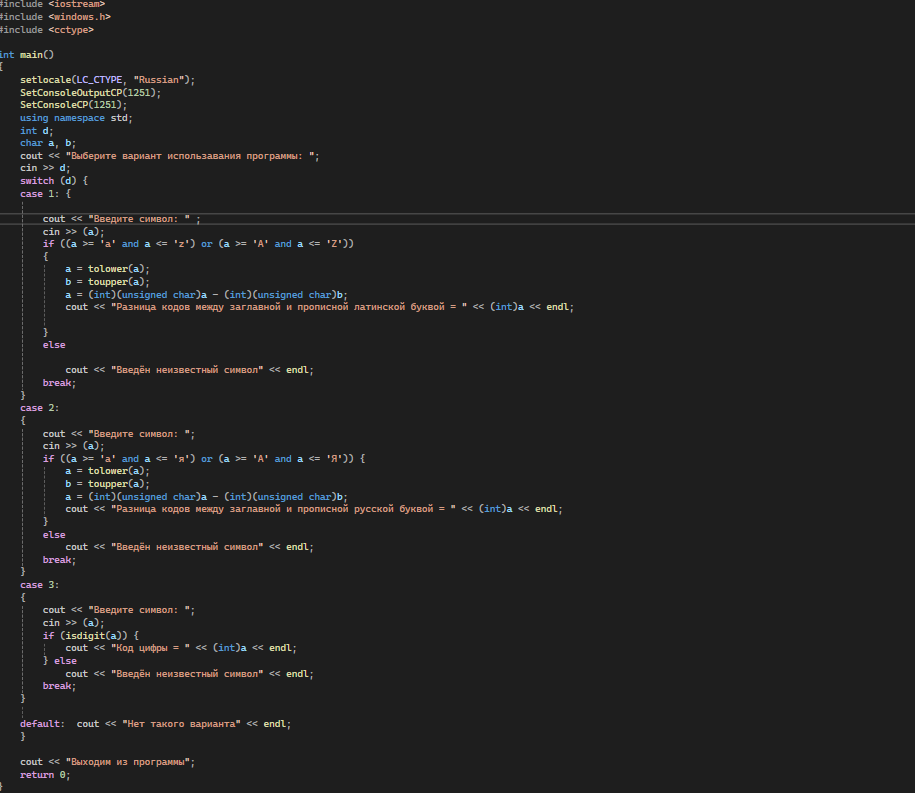 #include <iostream>
#include <windows.h>
#include <cctype>
int main()
{
setlocale(LC_CTYPE, "Russian");
SetConsoleOutputCP(1251);
SetConsoleCP(1251);
using namespace std;
int d;
char a, b;
cout << "Выберите вариант использавания программы: ";
cin >> d;
switch (d) {
case 1: {
cout << "Введите символ: " ;
cin >> (a);
if ((a >= 'a' and a <= 'z') or (a >= 'A' and a <= 'Z'))
{
a = tolower(a);
b = toupper(a);
a = (int)(unsigned char)a - (int)(unsigned char)b;
cout << "Разница кодов между заглавной и прописной латинской буквой = " << (int)a << endl;
}
else
cout << "Введён неизвестный символ" << endl;
break;
}
case 2:
{
cout << "Введите символ: ";
cin >> (a);
if ((a >= 'а' and a <= 'я') or (a >= 'А' and a <= 'Я')) {
a = tolower(a);
b = toupper(a);
a = (int)(unsigned char)a - (int)(unsigned char)b;
cout << "Разница кодов между заглавной и прописной русской буквой = " << (int)a << endl;
}
else
cout << "Введён неизвестный символ" << endl;
break;
}
case 3:
{
cout << "Введите символ: ";
cin >> (a);
if (isdigit(a)) {
cout << "Код цифры = " << (int)a << endl;
} else
cout << "Введён неизвестный символ" << endl;
break;
}
default:  cout << "Нет такого варианта" << endl;
}
cout << "Выходим из программы";
return 0;
}